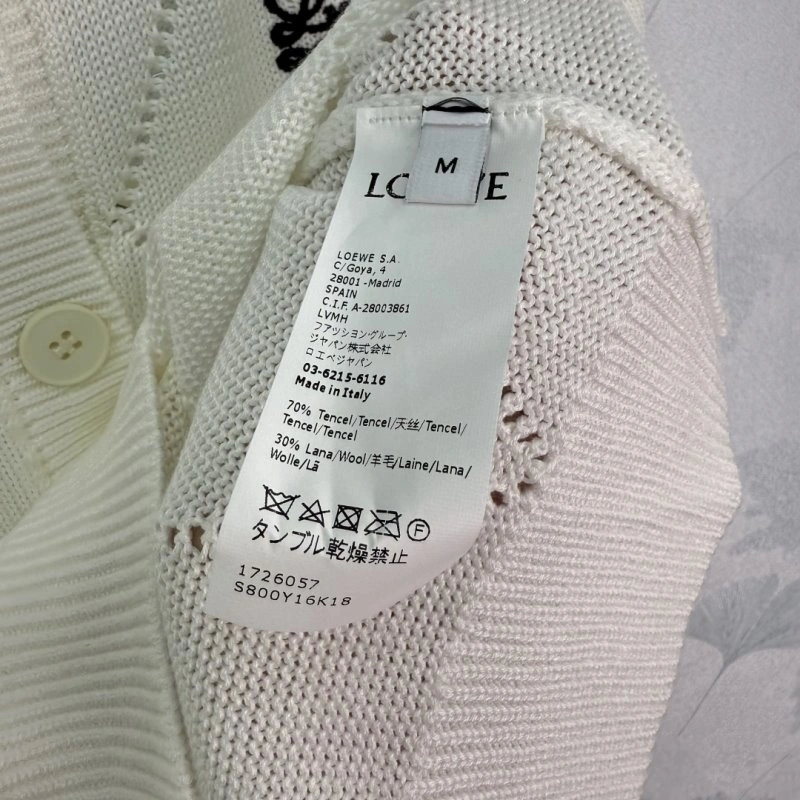 M
LOEWE
LOEWE S.A.
C/Goya, 4
28001 -Madrid
SPAIN
C.I.F. A-28003861
LVMH
ファッション・グループ・
ジャパン株式会社
ロエベジャパン
03-6215-6116
Made in Italy
70% Tencel/Tencel/天丝/Tencel/
Tencel/Tencel
30% Lana/Wool/羊毛/Laine/Lana/
Wolle/Lã
F
タンブル乾燥禁止
1726057
S800Y16K18